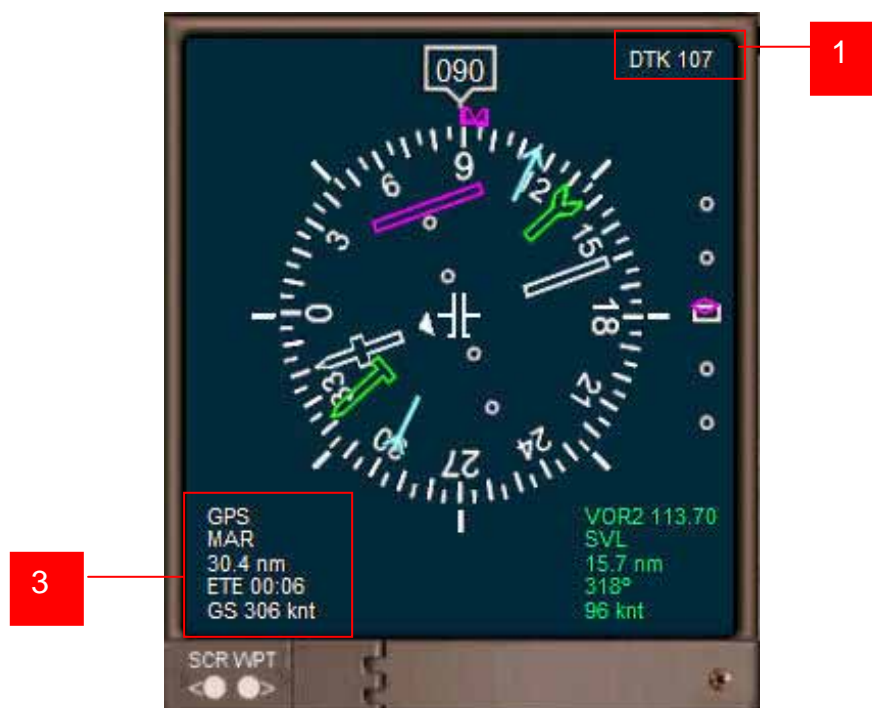 1
DTK 107
090
9
12
15
18
21
24
27
30
33
0
3
6
GPS
MAR
30.4 nm
ETE 00:06
GS 306 knt
VOR2 113.70
SVL
15.7 nm
318º
96 knt
3
SCR WPT
< >